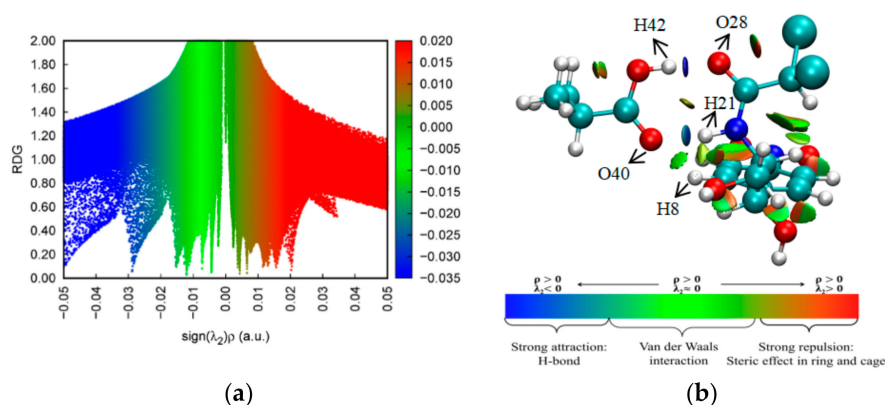 (a)
2.00
1.80
1.60
1.40
1.20
1.00
0.80
0.60
0.40
0.20
0.00
RDG
-0.05
-0.04
-0.03
-0.02
-0.01
0.00
0.01
0.02
0.03
0.04
0.05
sign(λ₂)ρ (a.u.)
0.020
0.015
0.010
0.005
0.000
-0.005
-0.010
-0.015
-0.020
-0.025
-0.030
-0.035
(b)
H42
O28
H21
O40
H8
ρ > 0
λ₂< 0
ρ > 0
λ₂≈ 0
ρ > 0
λ₂> 0
Strong attraction:
H-bond
Van der Waals
interaction
Strong repulsion:
Steric effect in ring and cage
(a)
(b)